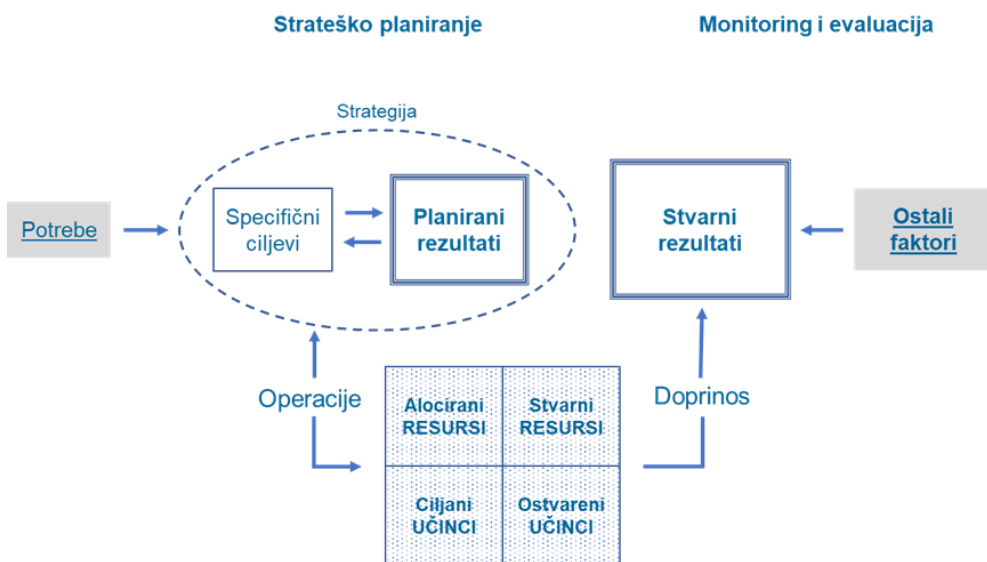 Strateško planiranje
Monitoring i evaluacija
Strategija
Potrebe
Specifični
ciljevi
Planirani
rezultati
Stvarni
rezultati
Ostali
faktori
Operacije
Alocirani
RESURSI
Stvarni
RESURSI
Doprinos
Ciljani
UČINCI
Ostvareni
UČINCI